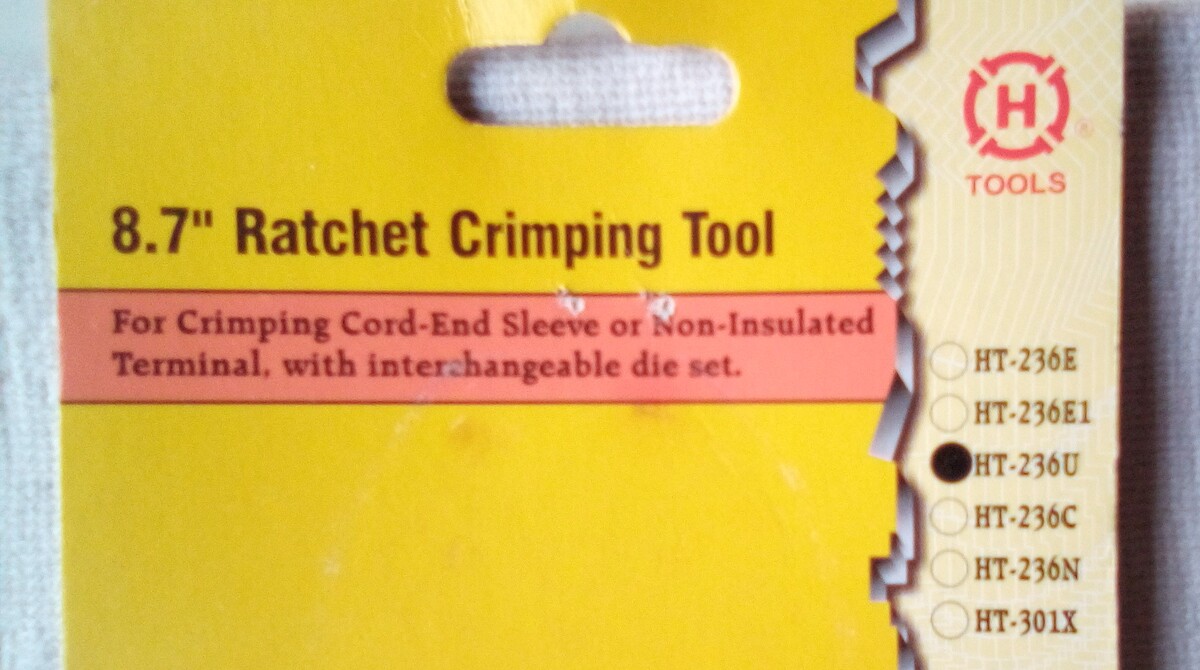 H
®
TOOLS
8.7" Ratchet Crimping Tool
For Crimping Cord-End Sleeve or Non-Insulated
Terminal, with interchangeable die set.
HT-236E
HT-236E1
HT-236U
HT-236C
HT-236N
HT-301X